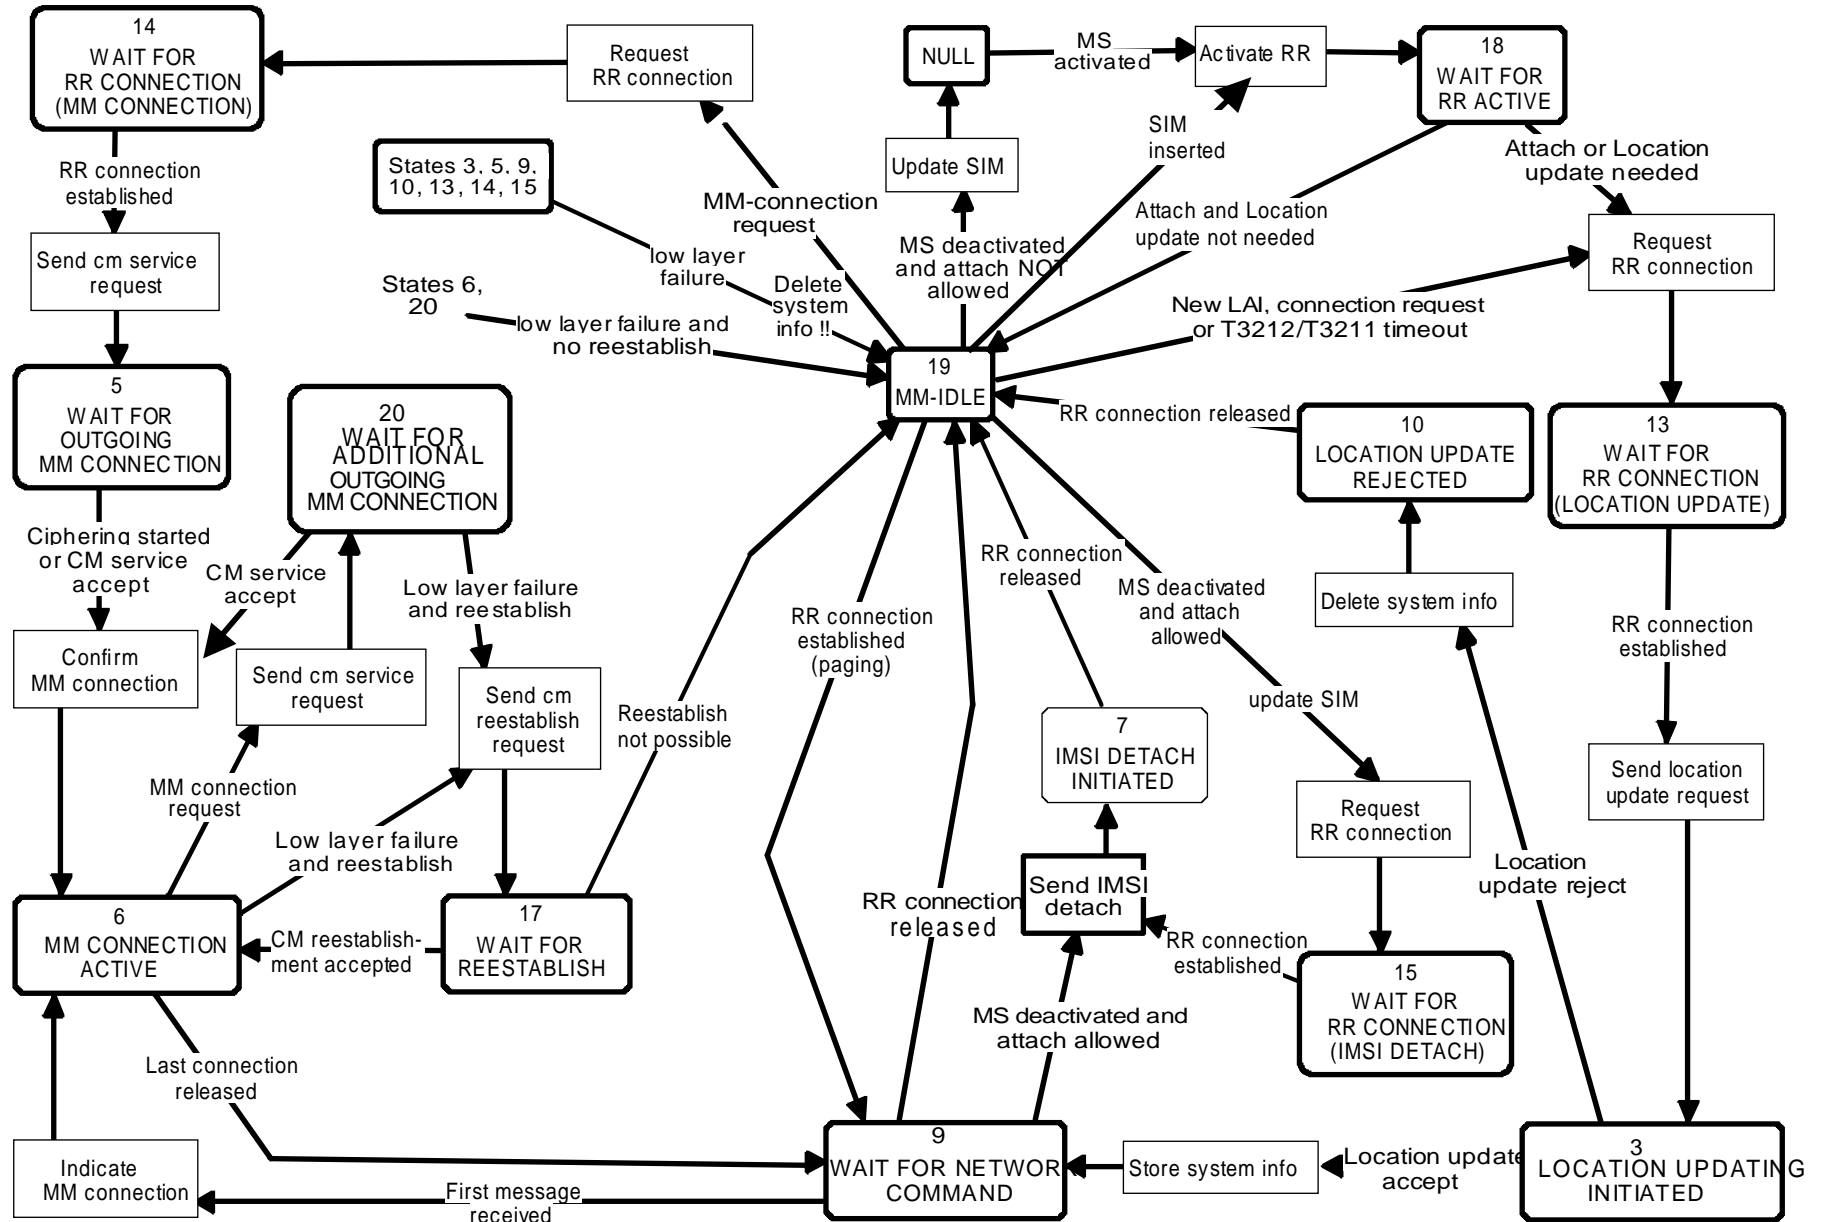 14
WAIT FOR
RR CONNECTION
(MM CONNECTION)
Request
RR connection
NULL
MS
activated
Activate RR
18
WAIT FOR
RR ACTIVE
RR connection
established
States 3, 5, 9,
10, 13, 14, 15
Update SIM
SIM
inserted
Attach or Location
update needed
MM-connection
request
Attach and Location
update not needed
Send cm service
request
low layer
failure
MS deactivated
and attach NOT
allowed
Request
RR connection
States 6,
20
Delete
system
info !!
low layer failure and
no reestablish
New LAI, connection request
or T3212/T3211 timeout
19
MM-IDLE
5
WAIT FOR
OUTGOING
MM CONNECTION
20
WAIT FOR
ADDITIONAL
OUTGOING
MM CONNECTION
RR connection released
10
LOCATION UPDATE
REJECTED
13
WAIT FOR
RR CONNECTION
(LOCATION UPDATE)
Ciphering started
or CM service
accept
CM service
accept
Low layer failure
and reestablish
RR connection
released
MS deactivated
and attach
allowed
Delete system info
RR connection
established
(paging)
RR connection
established
Confirm
MM connection
Send cm service
request
Send cm
reestablish
request
Reestablish
not possible
update SIM
7
IMSI DETACH
INITIATED
MM connection
request
Request
RR connection
Send location
update request
Low layer failure
and reestablish
Location
update reject
Send IMSI
detach
RR connection
released
6
MM CONNECTION
ACTIVE
CM reestablish-
ment accepted
17
WAIT FOR
REESTABLISH
RR connection
established
15
WAIT FOR
RR CONNECTION
(IMSI DETACH)
MS deactivated and
attach allowed
Last connection
released
9
WAIT FOR NETWOR
COMMAND
Store system info
Location update
accept
3
LOCATION UPDATING
INITIATED
Indicate
MM connection
First message
received